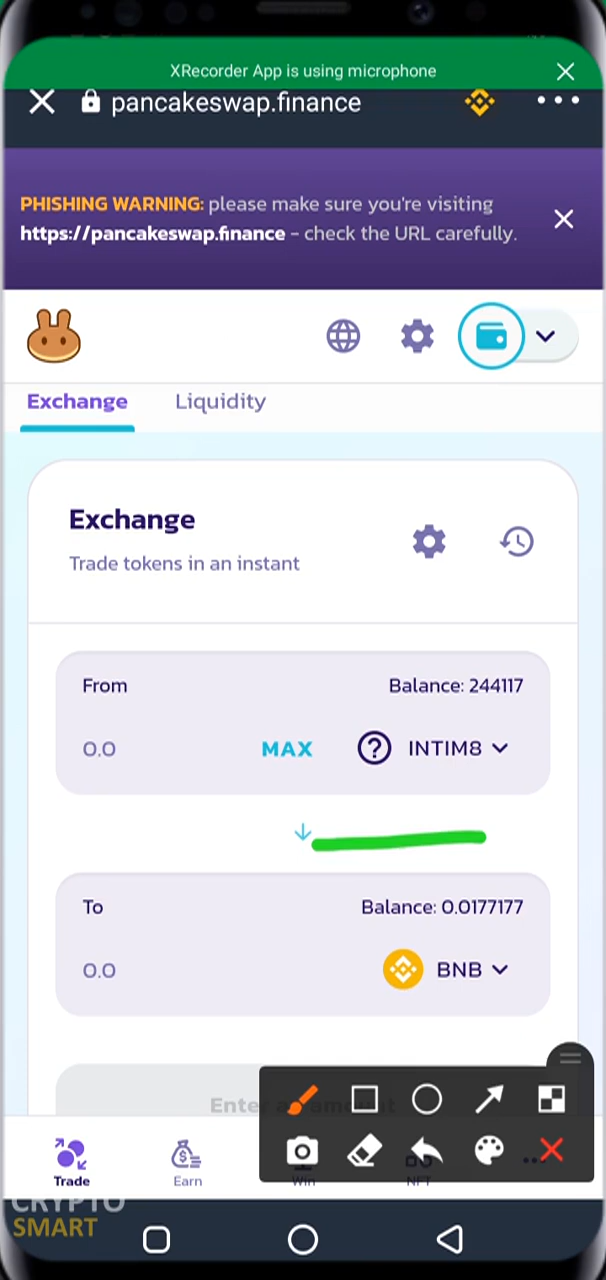 XRecorder App is using microphone
pancakeswap.finance
PHISHING WARNING: please make sure you're visiting
https://pancakeswap.finance - check the URL carefully.
Exchange Liquidity
Exchange
Trade tokens in an instant
From Balance: 244117
0.0 MAX INTIM8
To Balance: 0.0177177
0.0 BNB
Enter an amount
Trade Earn Win NFT
CRYPTO
SMART